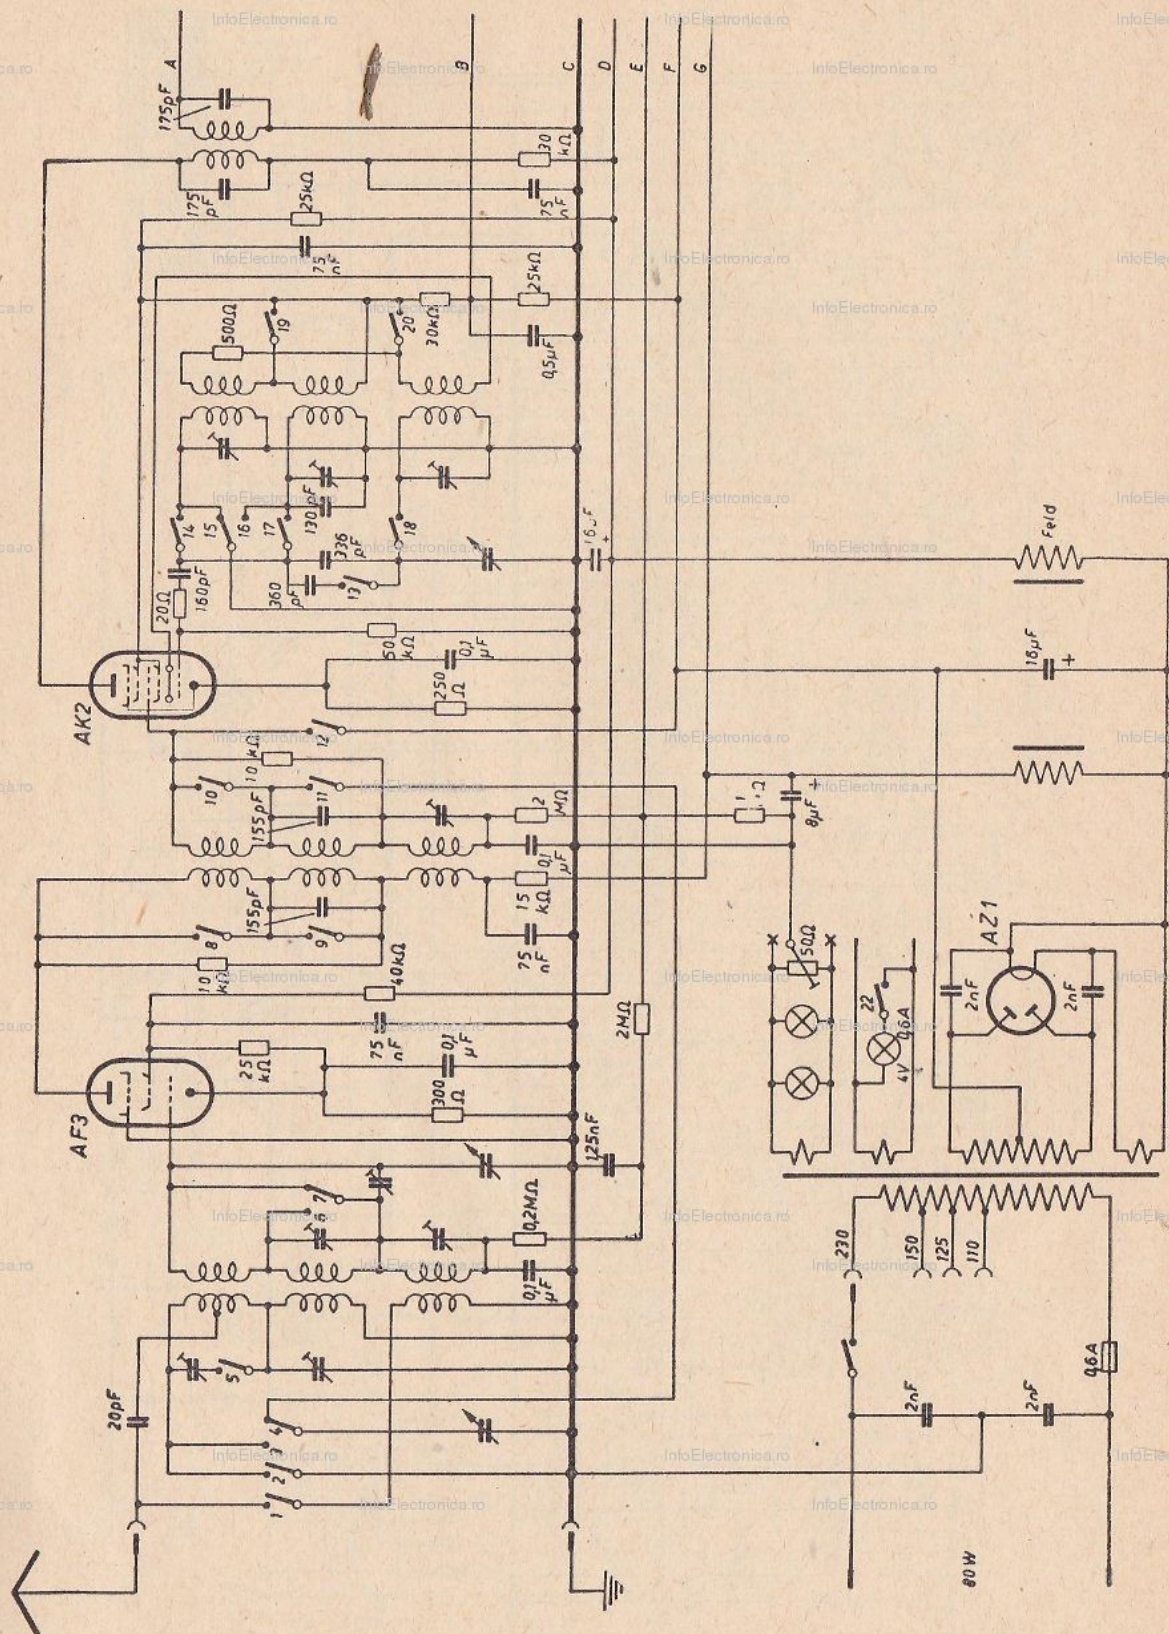 InfoElectronica.ro
A
B
C
D
E
F
G
175pF
175
pF
30
kΩ
75
nF
25kΩ
75
nF
500Ω
19
20
30kΩ
25kΩ
0,5µF
14
15
16
17
18
130pF
336
pF
360
pF
13
20Ω
160pF
16
+
Feld
50
kΩ
0,1
µF
250
Ω
AK2
16µF
+
12
10 kΩ
10
11
155pF
2
MΩ
0,1
µF
8µF
+
155pF
8
9
10
kΩ
15
kΩ
75
nF
40kΩ
75
nF
25
kΩ
0,1
µF
300
Ω
2MΩ
AF3
125nF
7
6
0,2MΩ
0,1
µF
50Ω
22
0,6A
4V
AZ1
2nF
2nF
230
150
125
110
20pF
5
4
3
2
1
2nF
2nF
0,6A
80W